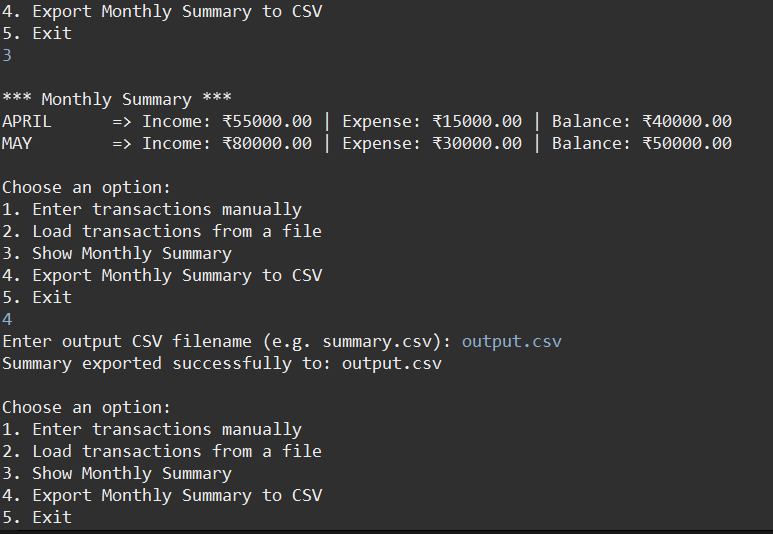 4. Export Monthly Summary to CSV
5. Exit
3
*** Monthly Summary ***
APRIL      => Income: ₹55000.00 | Expense: ₹15000.00 | Balance: ₹40000.00
MAY        => Income: ₹80000.00 | Expense: ₹30000.00 | Balance: ₹50000.00
Choose an option:
1. Enter transactions manually
2. Load transactions from a file
3. Show Monthly Summary
4. Export Monthly Summary to CSV
5. Exit
4
Enter output CSV filename (e.g. summary.csv): output.csv
Summary exported successfully to: output.csv
Choose an option:
1. Enter transactions manually
2. Load transactions from a file
3. Show Monthly Summary
4. Export Monthly Summary to CSV
5. Exit